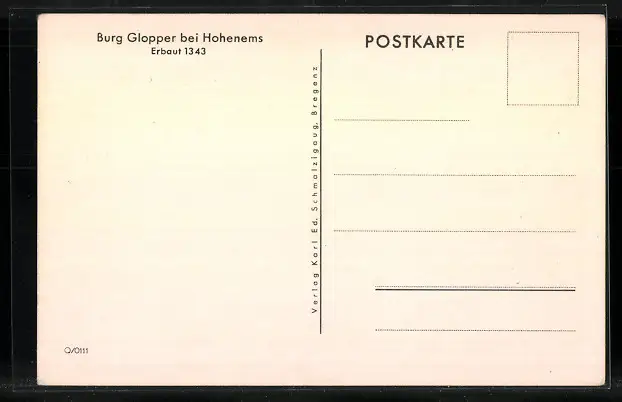 Burg Glopper bei Hohenems
Erbaut 1343
POSTKARTE
Verlag Karl Ed. Schmalzigaug, Bregenz
Q/0111